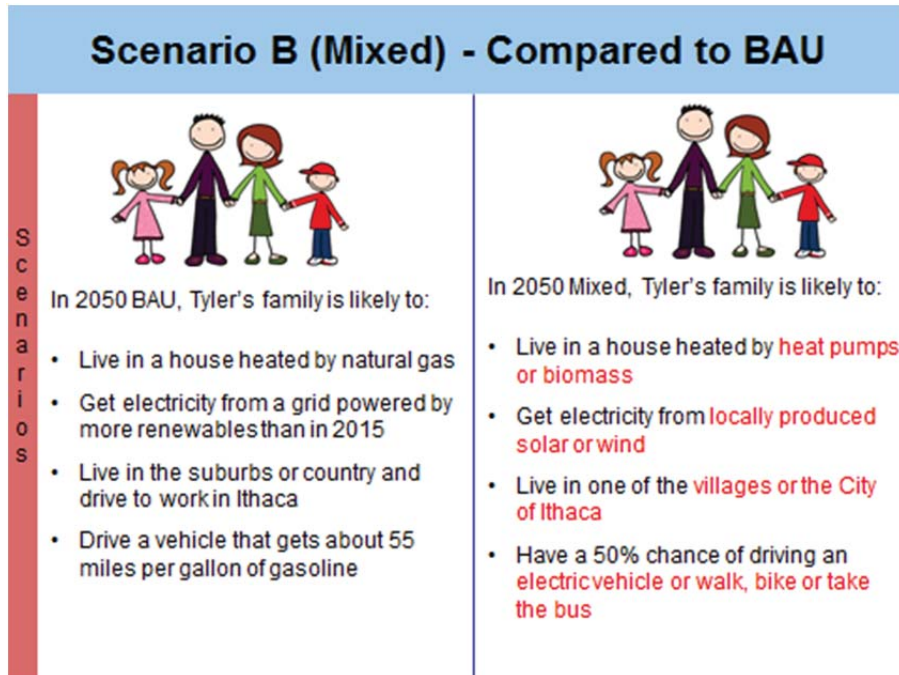 Scenario B (Mixed) - Compared to BAU
Scenarios
In 2050 BAU, Tyler's family is likely to:
• Live in a house heated by natural gas
• Get electricity from a grid powered by
more renewables than in 2015
• Live in the suburbs or country and
drive to work in Ithaca
• Drive a vehicle that gets about 55
miles per gallon of gasoline
In 2050 Mixed, Tyler's family is likely to:
• Live in a house heated by heat pumps
or biomass
• Get electricity from locally produced
solar or wind
• Live in one of the villages or the City
of Ithaca
• Have a 50% chance of driving an
electric vehicle or walk, bike or take
the bus